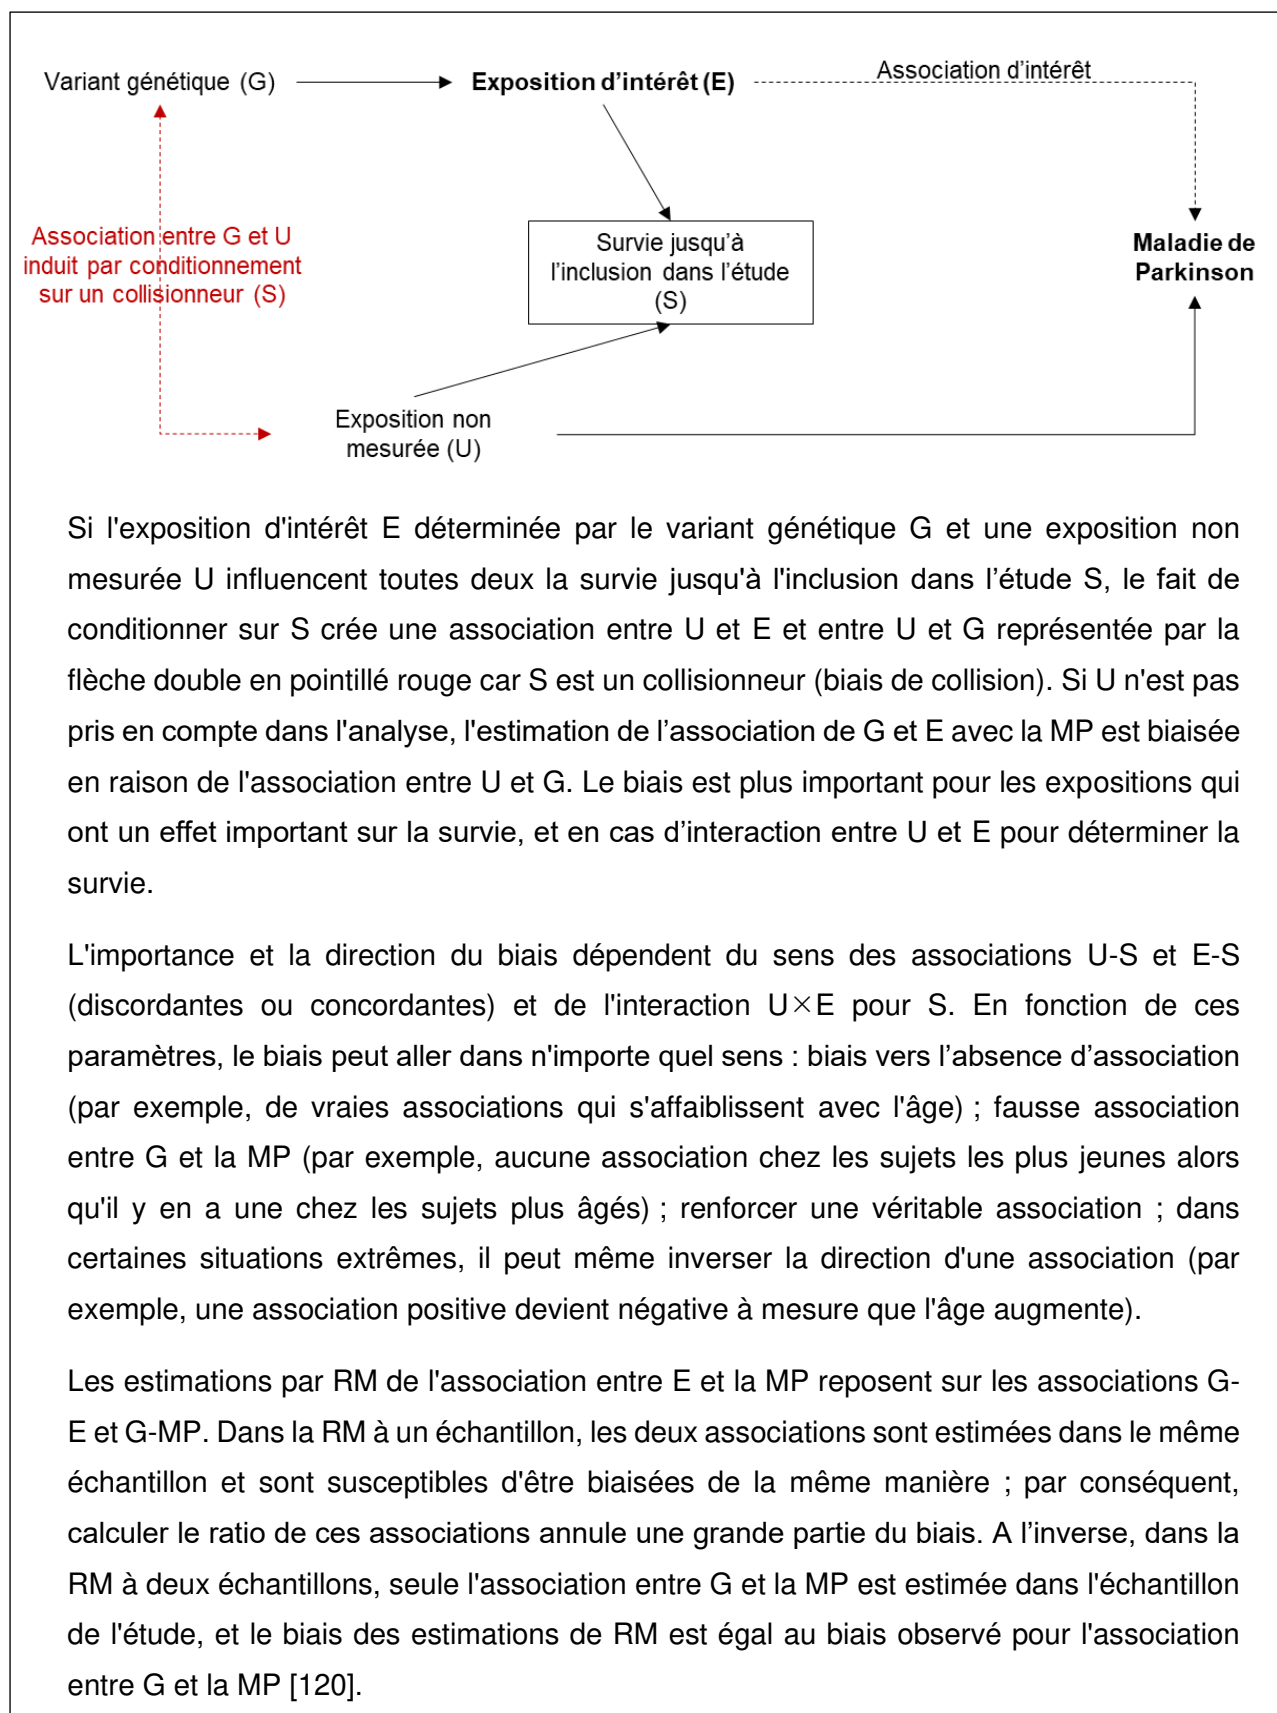 Variant génétique (G)
Exposition d'intérêt (E)
Association d'intérêt
Association entre G et U
induit par conditionnement
sur un collisionneur (S)
Survie jusqu'à
l'inclusion dans l'étude
(S)
Maladie de
Parkinson
Exposition non
mesurée (U)
Si l'exposition d'intérêt E déterminée par le variant génétique G et une exposition non
mesurée U influencent toutes deux la survie jusqu'à l'inclusion dans l’étude S, le fait de
conditionner sur S crée une association entre U et E et entre U et G représentée par la
flèche double en pointillé rouge car S est un collisionneur (biais de collision). Si U n'est pas
pris en compte dans l'analyse, l'estimation de l’association de G et E avec la MP est biaisée
en raison de l'association entre U et G. Le biais est plus important pour les expositions qui
ont un effet important sur la survie, et en cas d’interaction entre U et E pour déterminer la
survie.
L'importance et la direction du biais dépendent du sens des associations U-S et E-S
(discordantes ou concordantes) et de l'interaction U×E pour S. En fonction de ces
paramètres, le biais peut aller dans n'importe quel sens : biais vers l’absence d’association
(par exemple, de vraies associations qui s'affaiblissent avec l'âge) ; fausse association
entre G et la MP (par exemple, aucune association chez les sujets les plus jeunes alors
qu'il y en a une chez les sujets plus âgés) ; renforcer une véritable association ; dans
certaines situations extrêmes, il peut même inverser la direction d'une association (par
exemple, une association positive devient négative à mesure que l'âge augmente).
Les estimations par RM de l'association entre E et la MP reposent sur les associations G-
E et G-MP. Dans la RM à un échantillon, les deux associations sont estimées dans le même
échantillon et sont susceptibles d'être biaisées de la même manière ; par conséquent,
calculer le ratio de ces associations annule une grande partie du biais. A l’inverse, dans la
RM à deux échantillons, seule l'association entre G et la MP est estimée dans l'échantillon
de l'étude, et le biais des estimations de RM est égal au biais observé pour l'association
entre G et la MP [120].